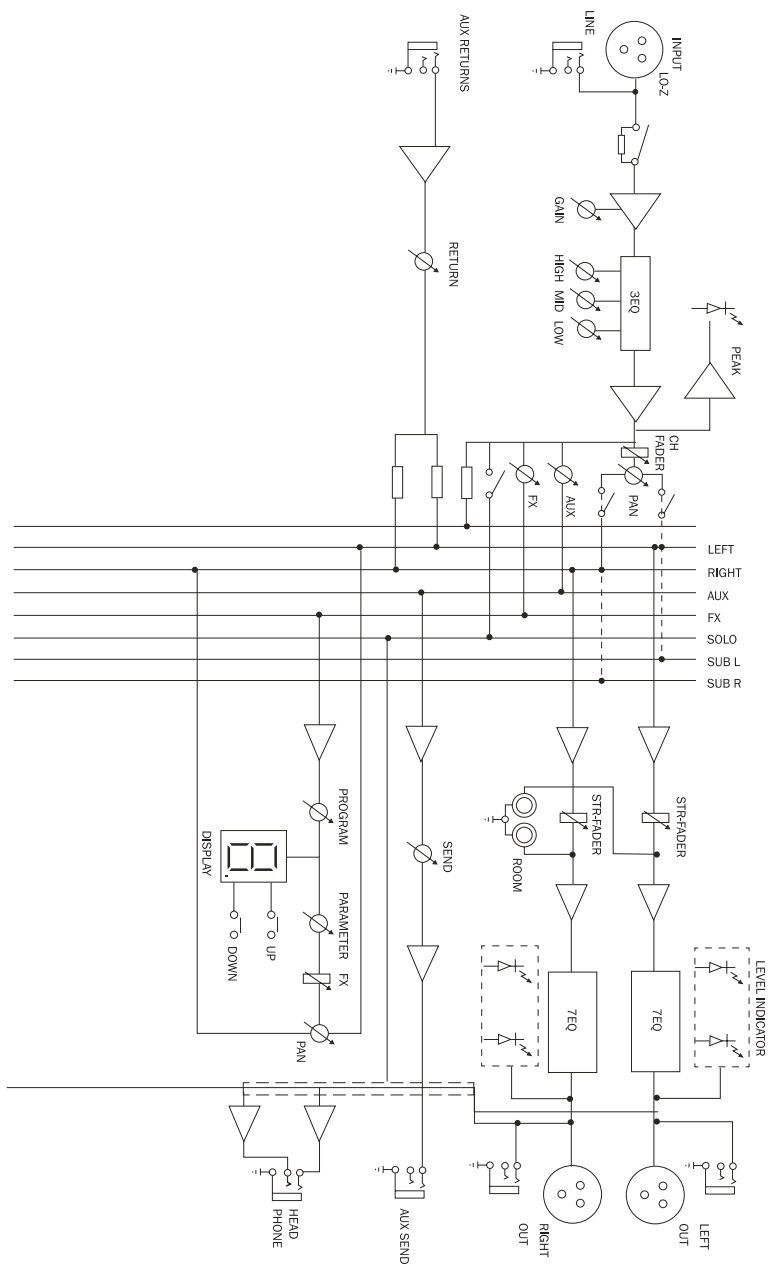 INPUT
LO-Z
LINE
GAIN
3EQ
HIGH
MID
LOW
PEAK
CH
FADER
PAN
AUX
FX
AUX RETURNS
RETURN
LEFT
RIGHT
AUX
FX
SOLO
SUB L
SUB R
STR-FADER
STR-FADER
ROOM
LEVEL INDICATOR
7EQ
7EQ
LEFT
OUT
RIGHT
OUT
SEND
AUX SEND
PROGRAM
DISPLAY
PARAMETER
UP
DOWN
FX
PAN
HEAD
PHONE